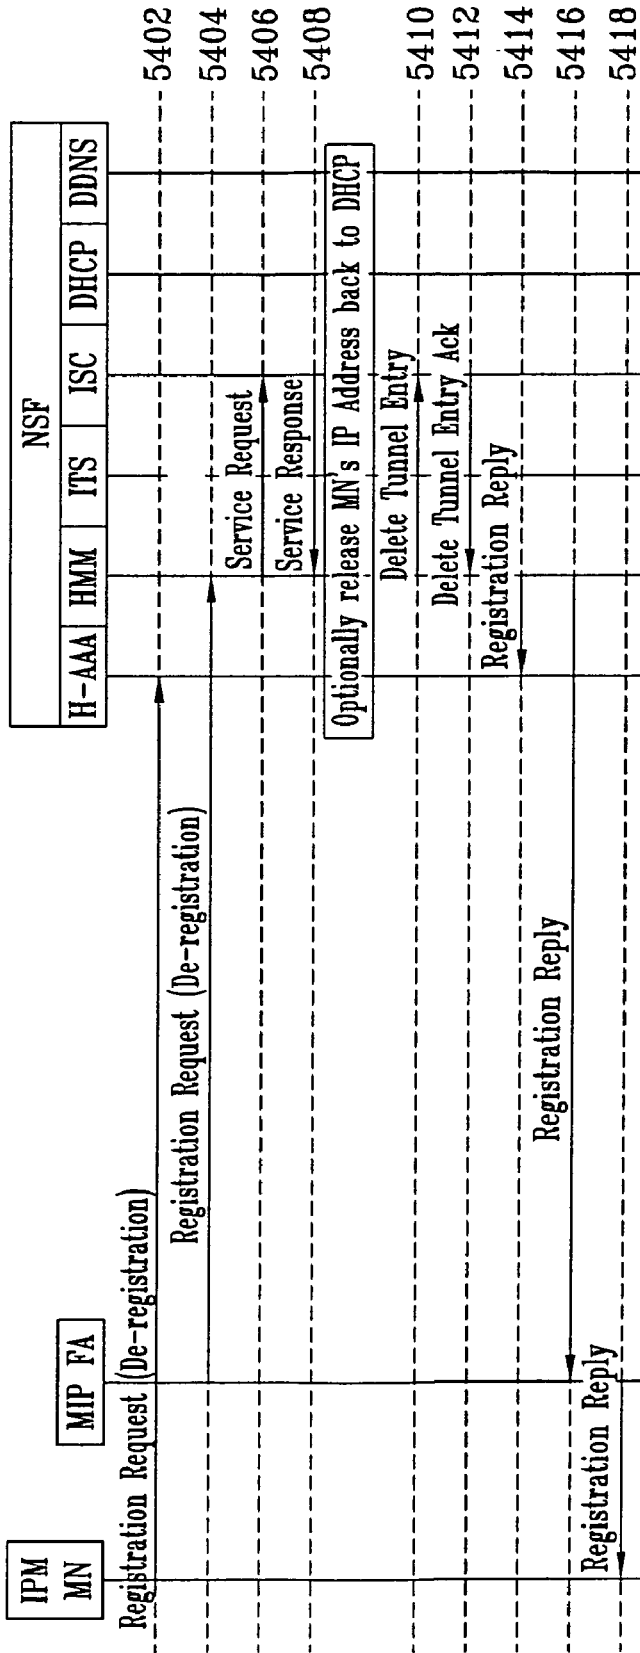 IPM
MN
MIP FA
NSF
H-AAA
HMM
ITS
ISC
DHCP
DDNS
Registration Request (De-registration)
5402
Registration Request (De-registration)
5404
Service Request
5406
Service Response
5408
Optionally release MN's IP Address back to DHCP
Delete Tunnel Entry
5410
Delete Tunnel Entry Ack
5412
Registration Reply
5414
Registration Reply
5416
Registration Reply
5418